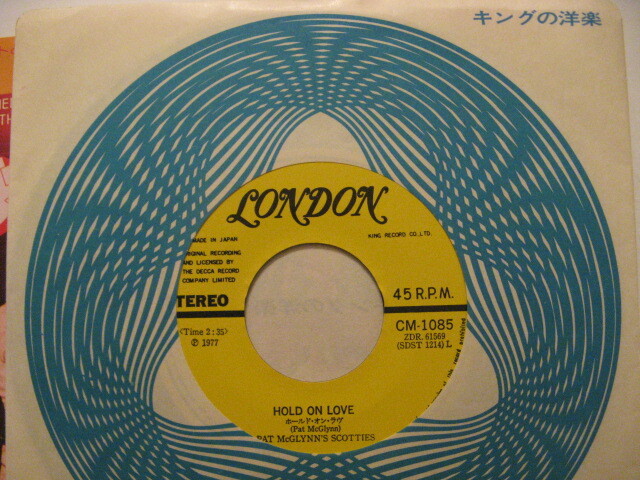 キングの洋楽
LONDON
MADE IN JAPAN
KING RECORD CO., LTD.
ORIGINAL RECORDING
AND LICENSED BY
THE DECCA RECORD
COMPANY LIMITED
STEREO
45 R.P.M.
CM-1085
ZDR. 61569
(SDST 1214) L
<Time 2:35>
Ⓟ 1977
HOLD ON LOVE
ホールド・オン・ラヴ
(Pat McGlynn)
PAT McGLYNN'S SCOTTIES